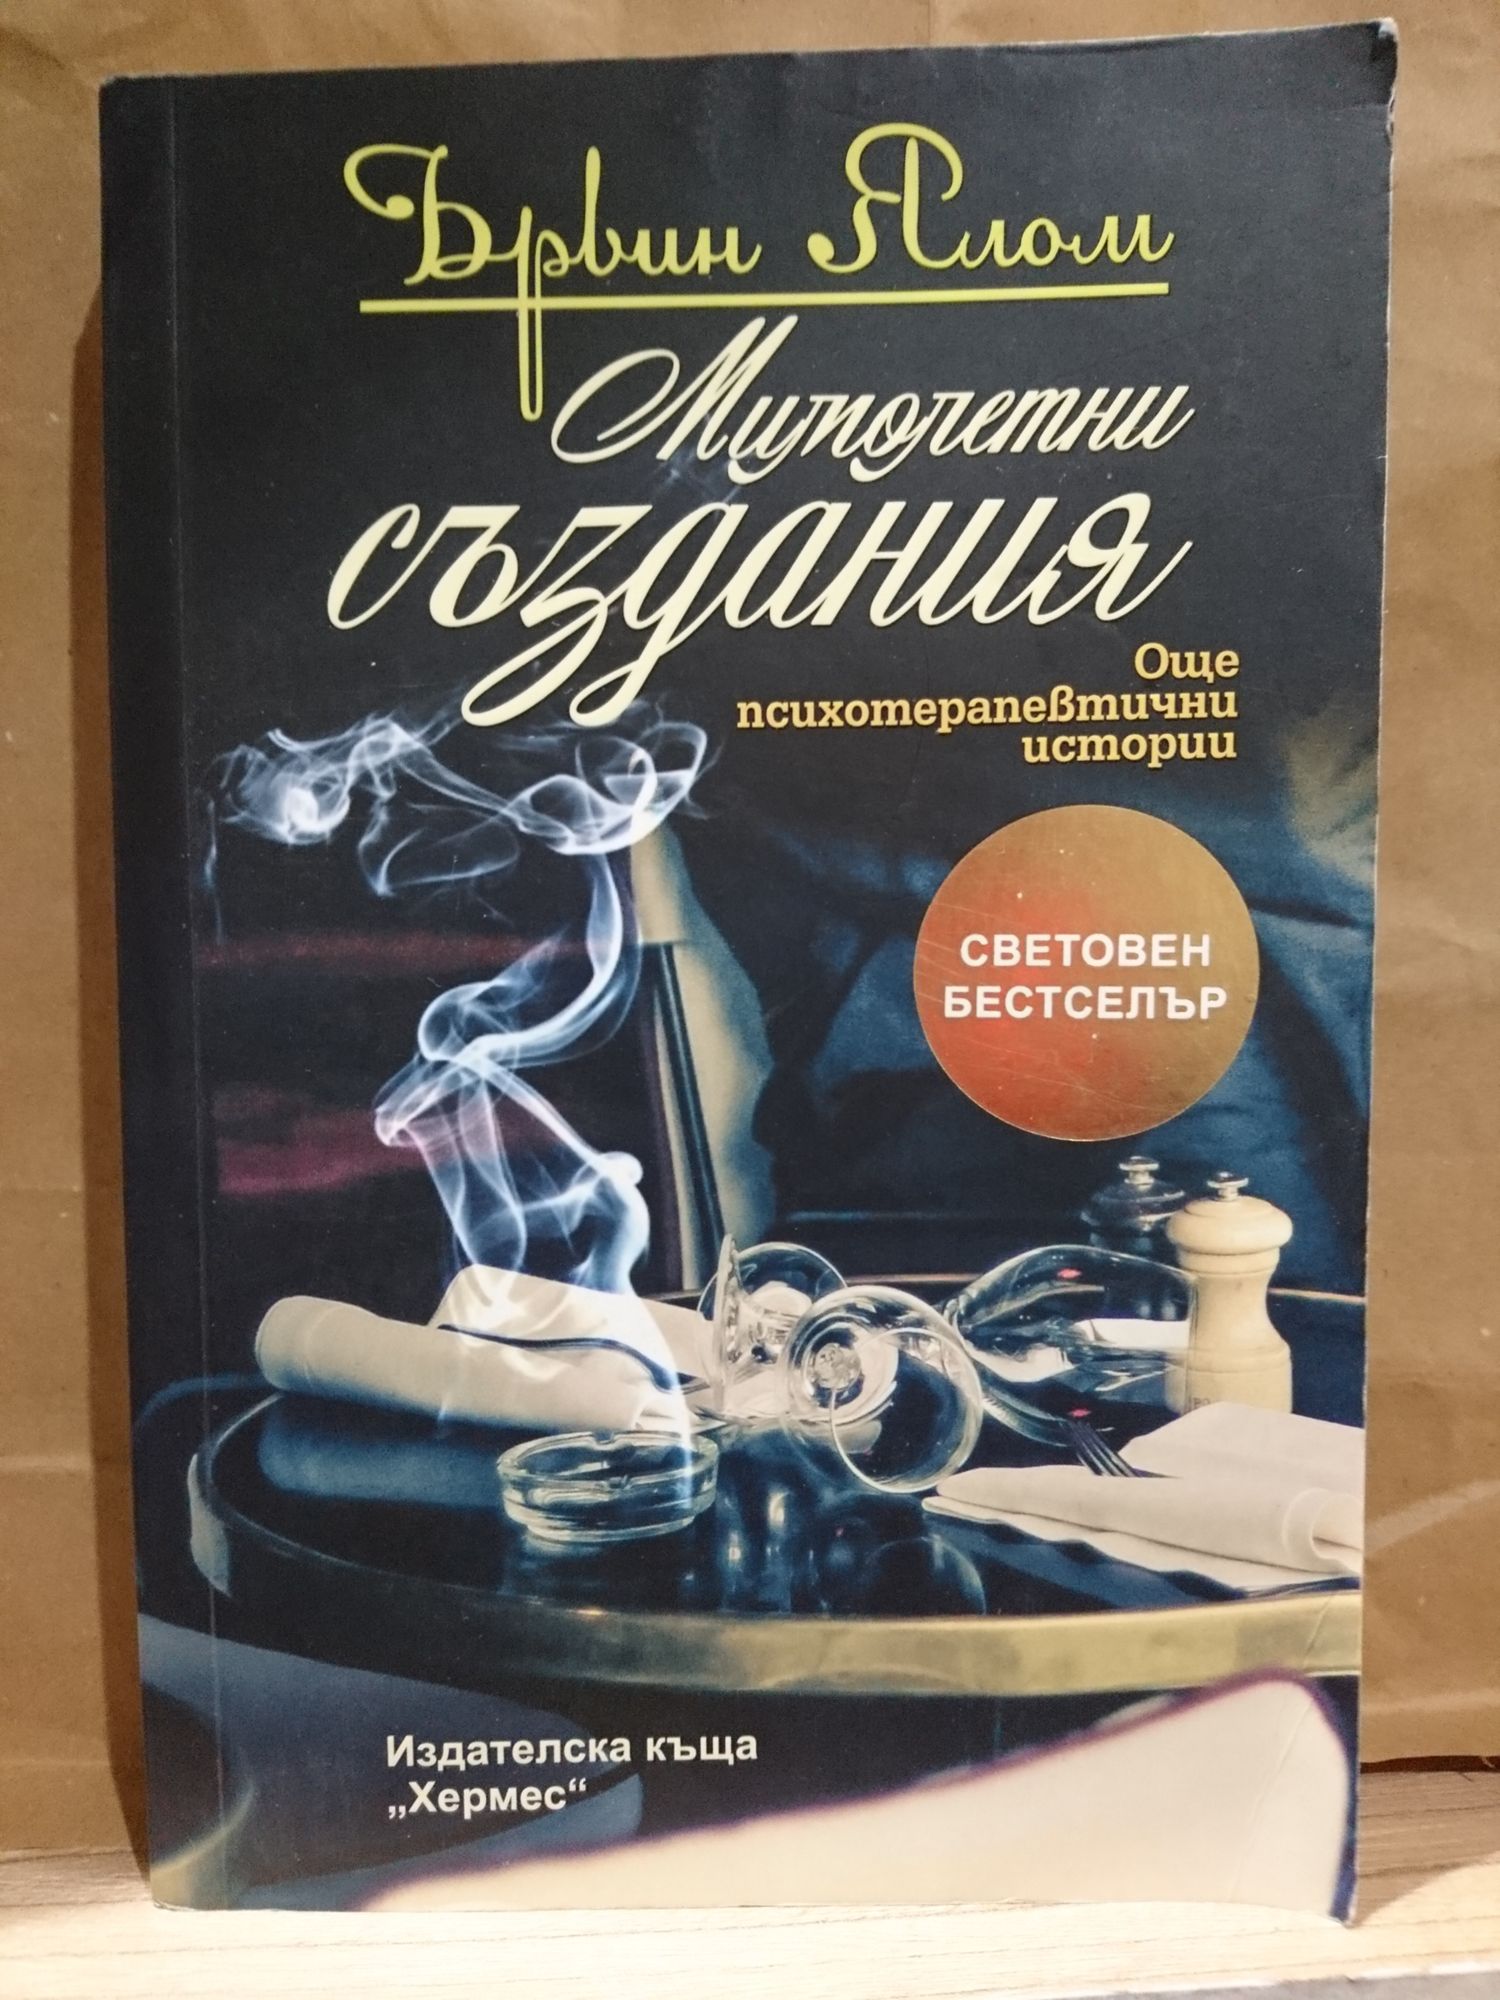 Ървин Ялом
Мимолетни
създания
Още
психотерапевтични
истории
СВЕТОВЕН
БЕСТСЕЛЪР
Издателска къща
„Хермес“